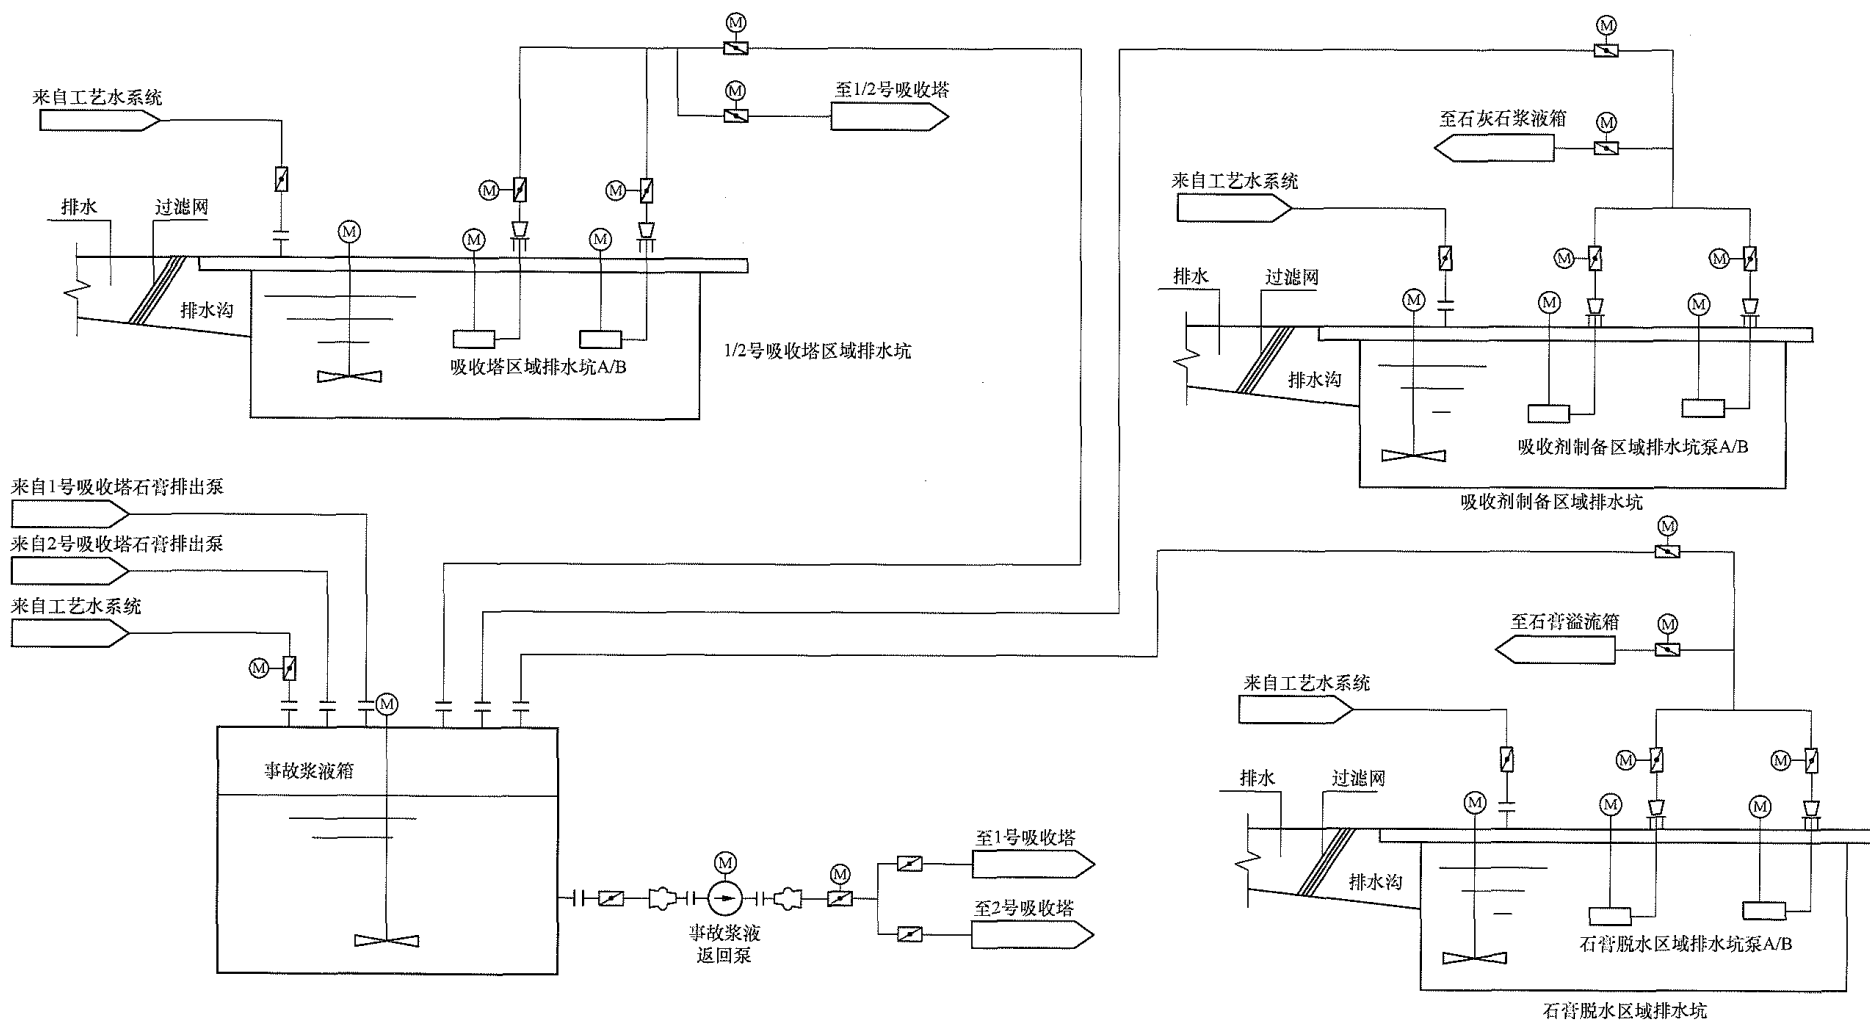 M
M
来自工艺水系统
M
至1/2号吸收塔
M
至石灰石浆液箱
M
M
来自工艺水系统
排水
过滤网
M
M
M
M
M
排水
过滤网
M
M
M
排水沟
吸收塔区域排水坑A/B
1/2号吸收塔区域排水坑
排水沟
吸收剂制备区域排水坑泵A/B
吸收剂制备区域排水坑
来自1号吸收塔石膏排出泵
来自2号吸收塔石膏排出泵
来自工艺水系统
M
M
M
至石膏溢流箱
M
来自工艺水系统
M
M
排水
过滤网
M
M
M
排水沟
石膏脱水区域排水坑泵A/B
石膏脱水区域排水坑
事故浆液箱
M
M
至1号吸收塔
至2号吸收塔
事故浆液
返回泵